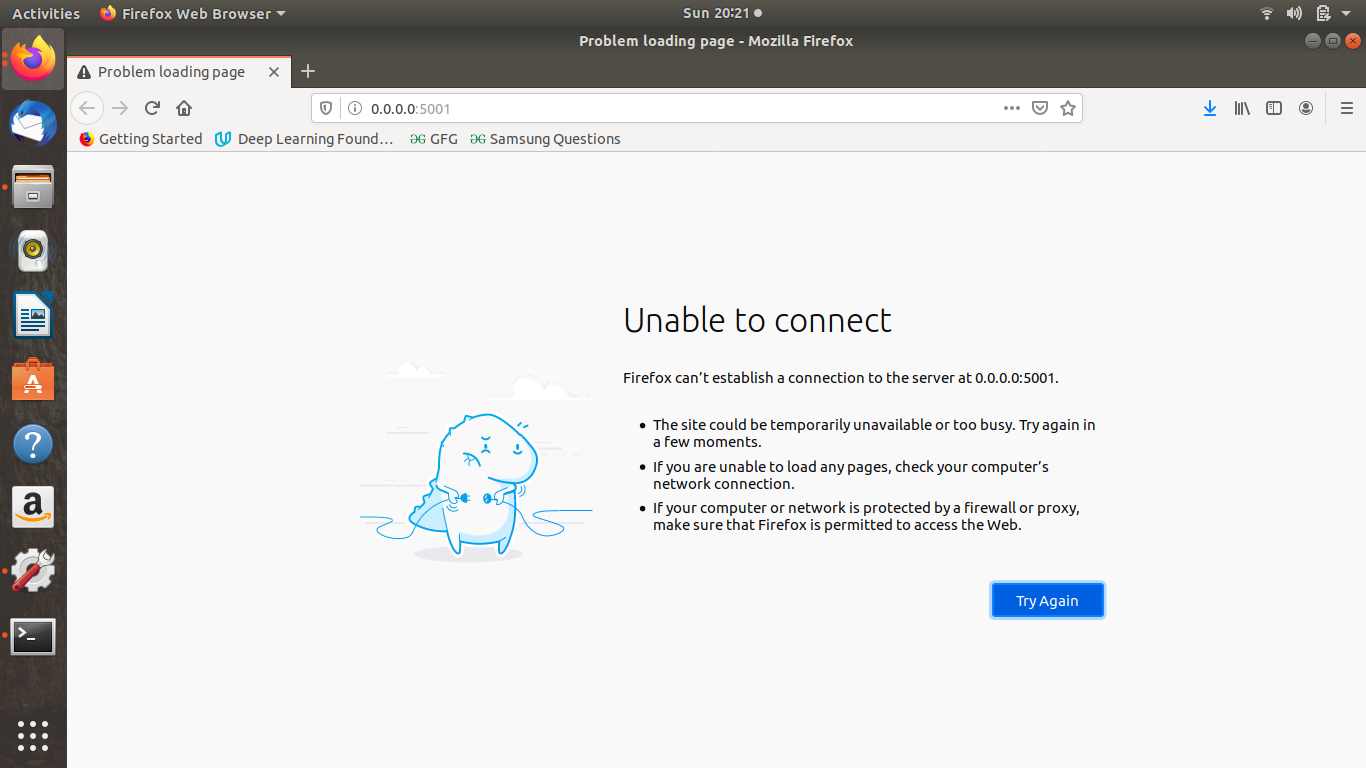 Activities Firefox Web Browser Sun 20:21
Problem loading page - Mozilla Firefox
Problem loading page
0.0.0.0:5001
Getting Started Deep Learning Found… GFG Samsung Questions
Unable to connect
Firefox can’t establish a connection to the server at 0.0.0.0:5001.
The site could be temporarily unavailable or too busy. Try again in
a few moments.
If you are unable to load any pages, check your computer’s
network connection.
If your computer or network is protected by a firewall or proxy,
make sure that Firefox is permitted to access the Web.
Try Again